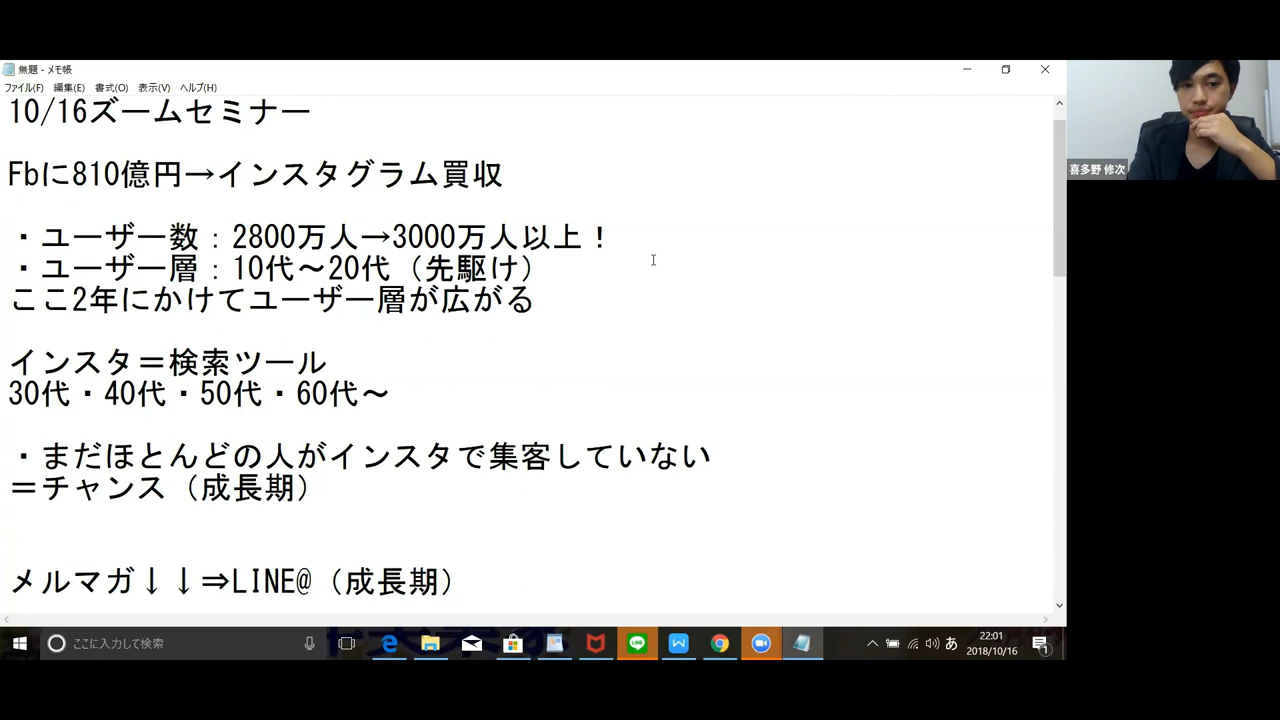 無題 - メモ帳
ファイル(F) 編集(E) 書式(O) 表示(V) ヘルプ(H)
10/16ズームセミナー
Fbに810億円→インスタグラム買収
・ユーザー数：2800万人→3000万人以上！
・ユーザー層：10代～20代（先駆け）
ここ2年にかけてユーザー層が広がる
インスタ＝検索ツール
30代・40代・50代・60代～
・まだほとんどの人がインスタで集客していない
＝チャンス（成長期）
メルマガ↓↓⇒LINE@（成長期）
喜多野 修次
ここに入力して検索
あ
22:01
2018/10/16
1